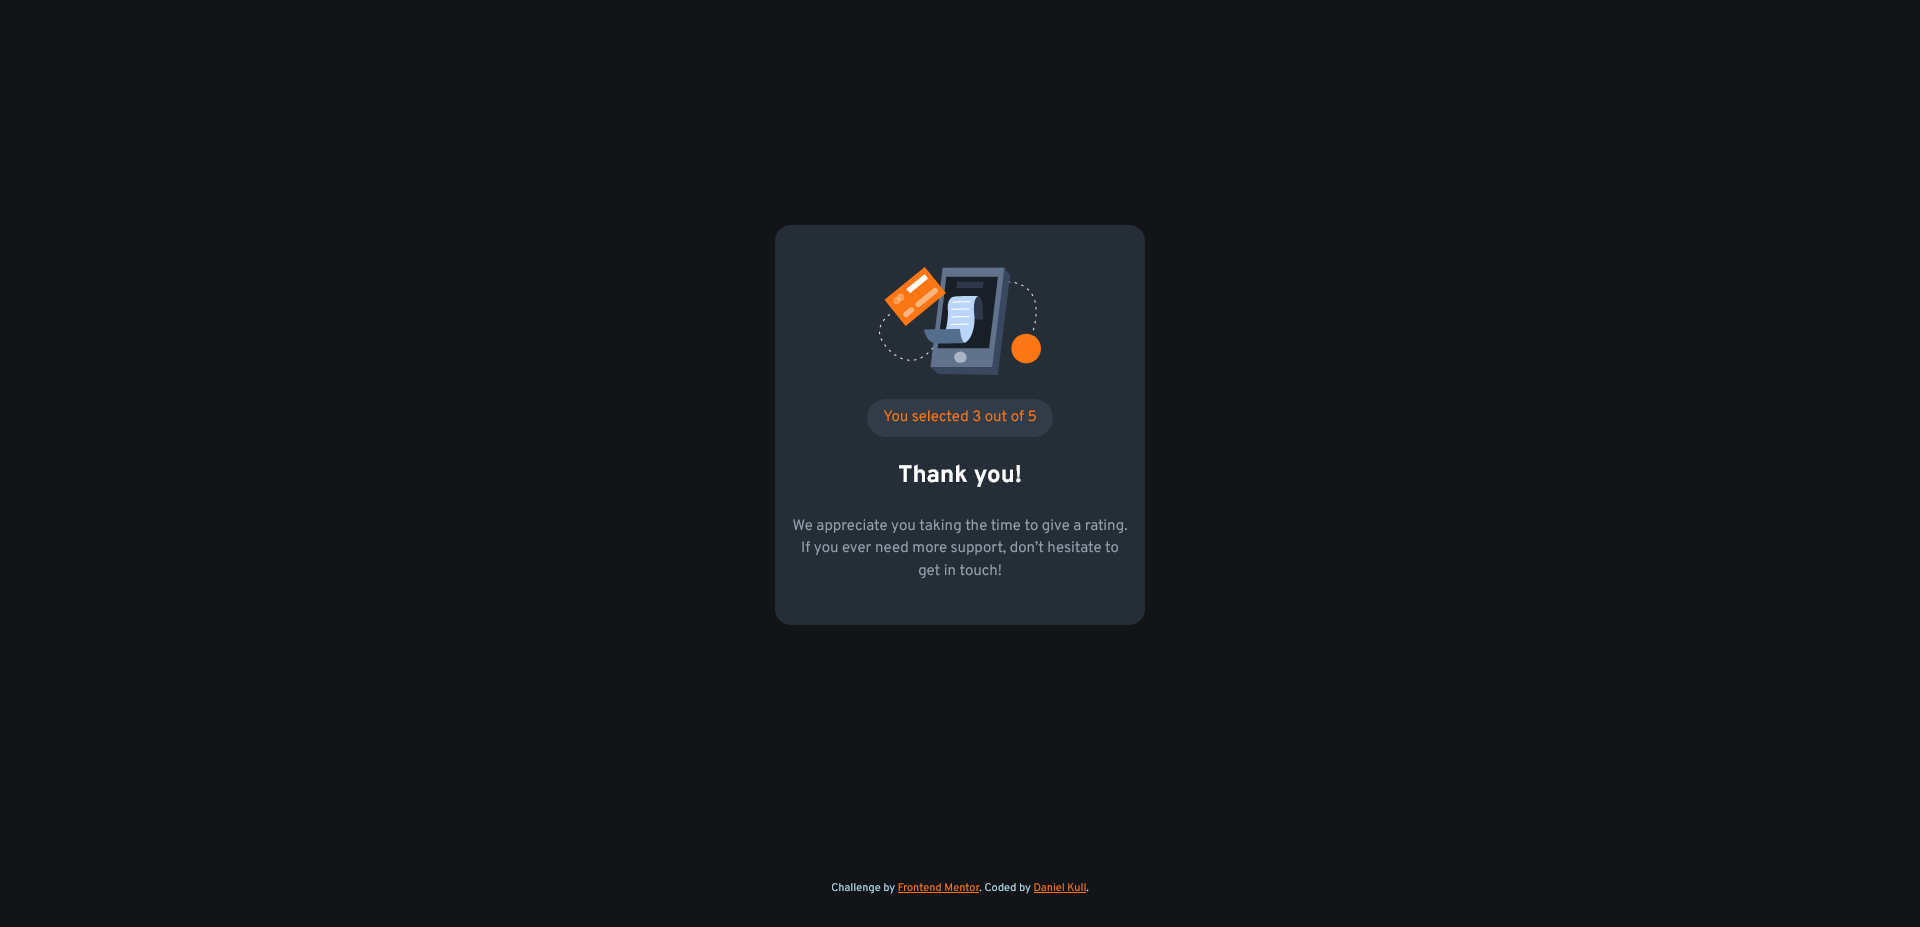 You selected 3 out of 5
Thank you!
We appreciate you taking the time to give a rating.
If you ever need more support, don't hesitate to
get in touch!
Challenge by Frontend Mentor. Coded by Daniel Kull.